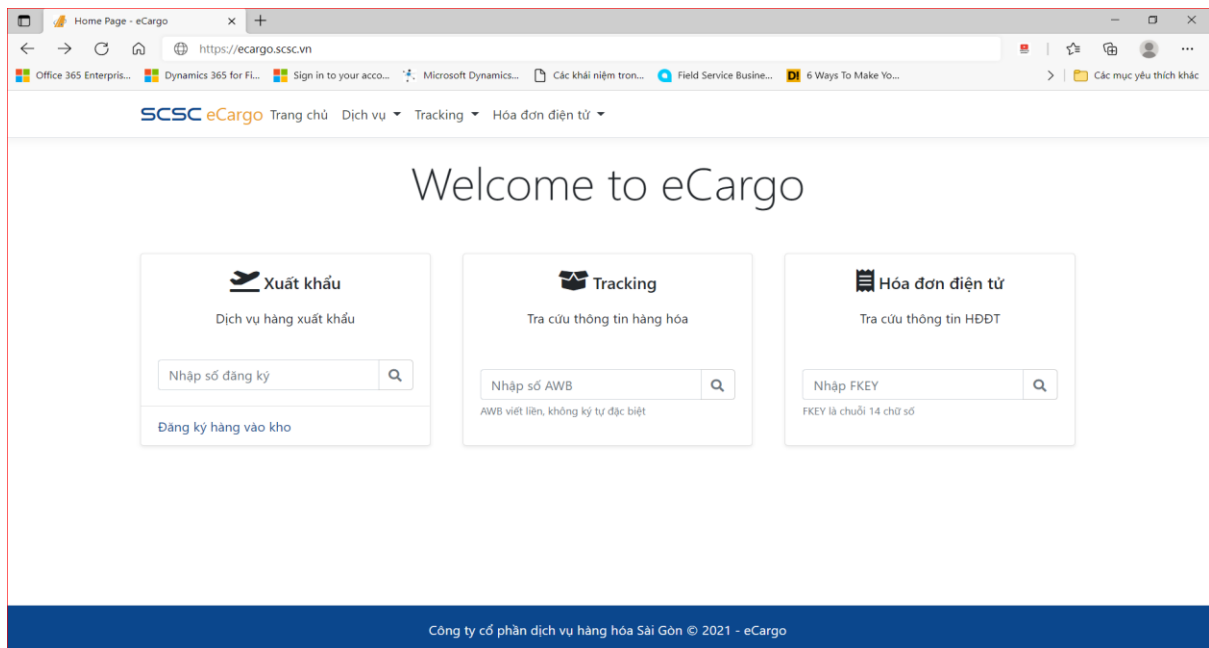 Home Page - eCargo
https://ecargo.scsc.vn
Office 365 Enterpris... Dynamics 365 for Fi... Sign in to your acco... Microsoft Dynamics... Các khái niệm tron... Field Service Busine... DI 6 Ways To Make Yo... Các mục yêu thích khác
SCSC eCargo Trang chủ Dịch vụ Tracking Hóa đơn điện tử
Welcome to eCargo
Xuất khẩu
Dịch vụ hàng xuất khẩu
Nhập số đăng ký
Đăng ký hàng vào kho
Tracking
Tra cứu thông tin hàng hóa
Nhập số AWB
AWB viết liền, không ký tự đặc biệt
Hóa đơn điện tử
Tra cứu thông tin HĐĐT
Nhập FKEY
FKEY là chuỗi 14 chữ số
Công ty cổ phần dịch vụ hàng hóa Sài Gòn © 2021 - eCargo